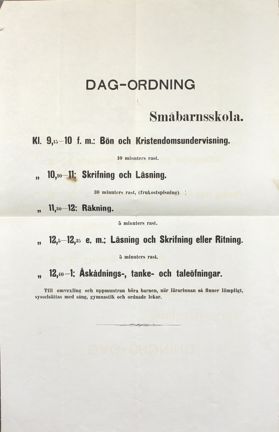 DAG-ORDNING
Småbarnsskola.
Kl. 9,15—10 f. m.: Bön och Kristendomsundervisning.
10 minuters rast.
„ 10,10—11: Skrifning och Läsning.
30 minuters rast, (frukostspisning).
„ 11,30—12: Räkning.
5 minuters rast.
„ 12,5—12,35 e. m.: Läsning och Skrifning eller Ritning.
5 minuters rast.
„ 12,40—1: Åskådnings-, tanke- och taleöfningar.
Till omvexling och uppmuntran böra barnen, när lärarinnan så finner lämpligt,
sysselsättas med sång, gymnastik och ordnade lekar.